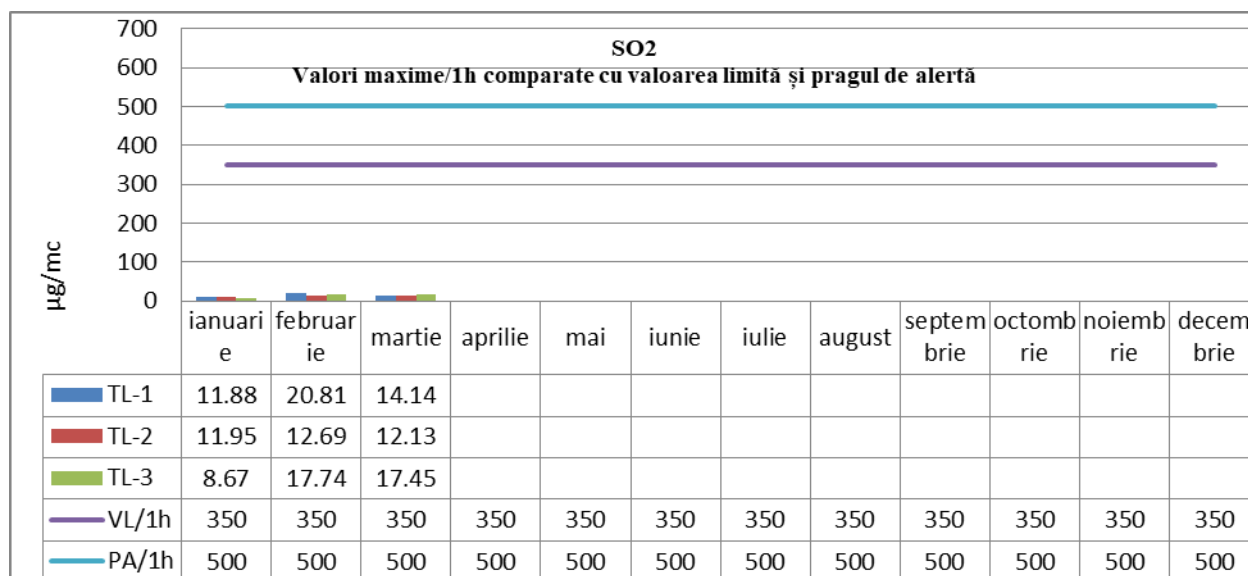 SO2
Valori maxime/1h comparate cu valoarea limită și pragul de alertă
700
600
500
400
300
200
100
0
µg/mc
ianuarie februarie martie aprilie mai iunie iulie august septembrie octombrie noiembrie decembrie
TL-1 11.88 20.81 14.14
TL-2 11.95 12.69 12.13
TL-3 8.67 17.74 17.45
VL/1h 350 350 350 350 350 350 350 350 350 350 350 350
PA/1h 500 500 500 500 500 500 500 500 500 500 500 500